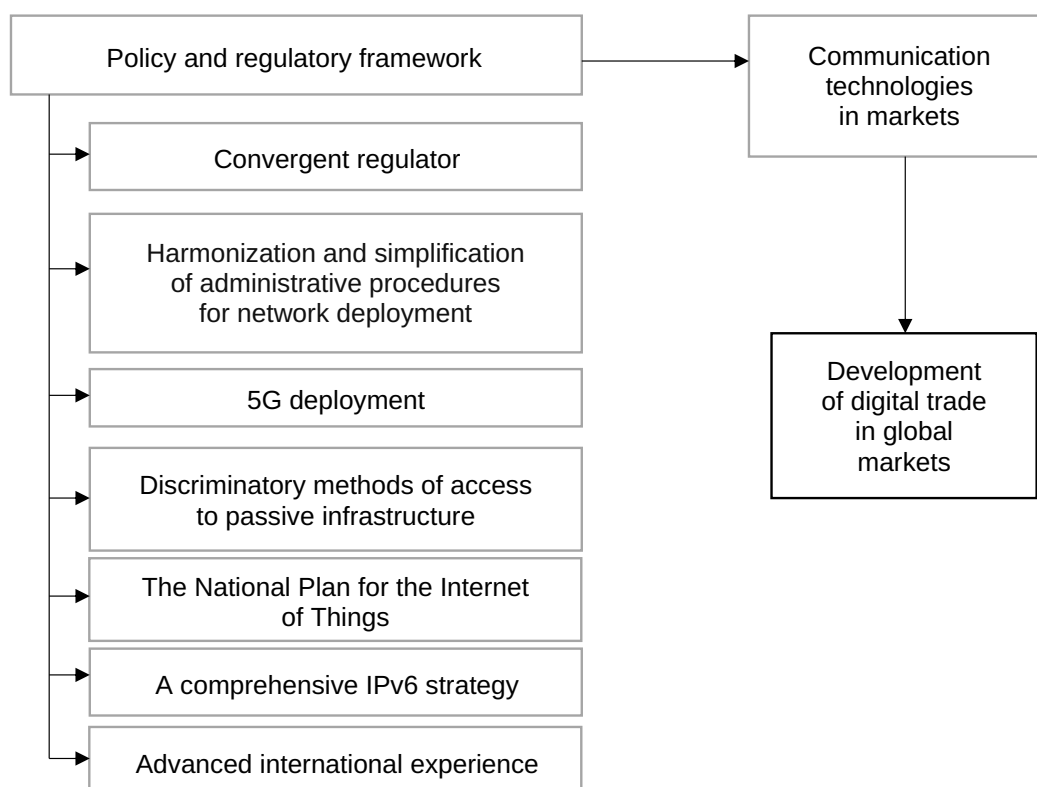 Policy and regulatory framework
Communication
technologies
in markets
Convergent regulator
Harmonization and simplification
of administrative procedures
for network deployment
5G deployment
Development
of digital trade
in global
markets
Discriminatory methods of access
to passive infrastructure
The National Plan for the Internet
of Things
A comprehensive IPv6 strategy
Advanced international experience